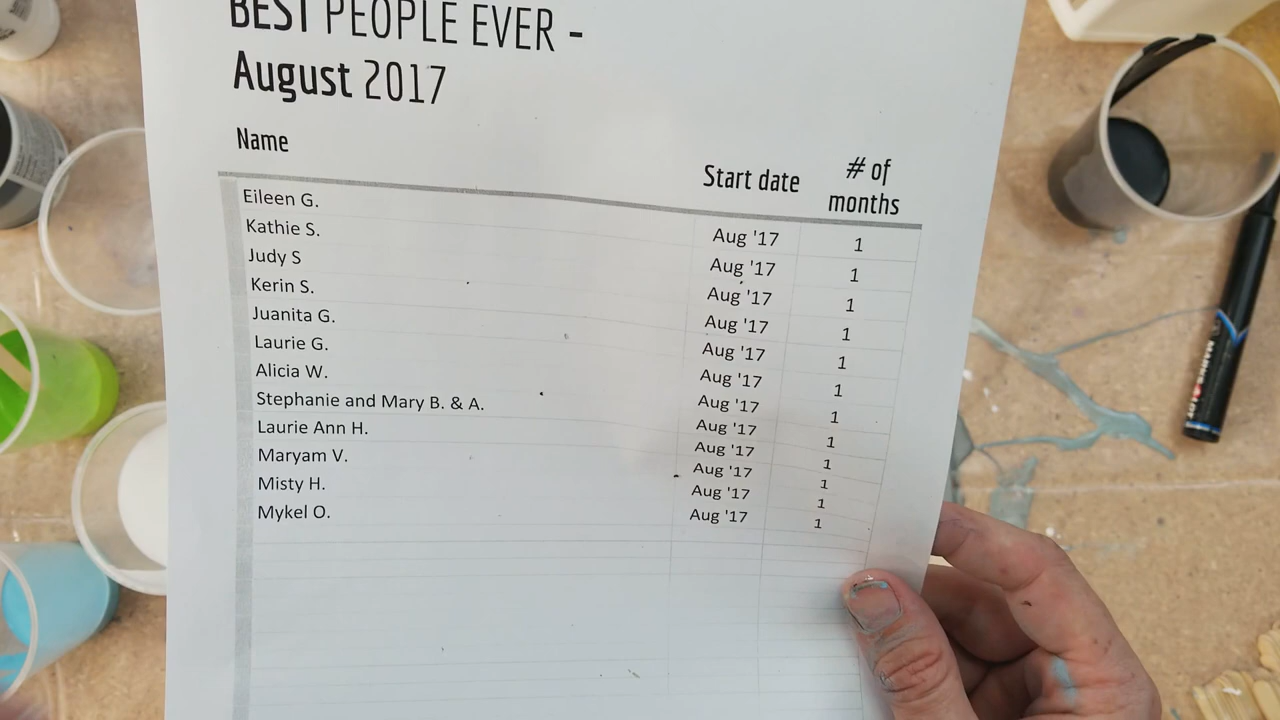 BEST PEOPLE EVER -
August 2017
Name Start date # of months
Eileen G. Aug '17 1
Kathie S. Aug '17 1
Judy S Aug '17 1
Kerin S. Aug '17 1
Juanita G. Aug '17 1
Laurie G. Aug '17 1
Alicia W. Aug '17 1
Stephanie and Mary B. & A. Aug '17 1
Laurie Ann H. Aug '17 1
Maryam V. Aug '17 1
Misty H. Aug '17 1
Mykel O. Aug '17 1